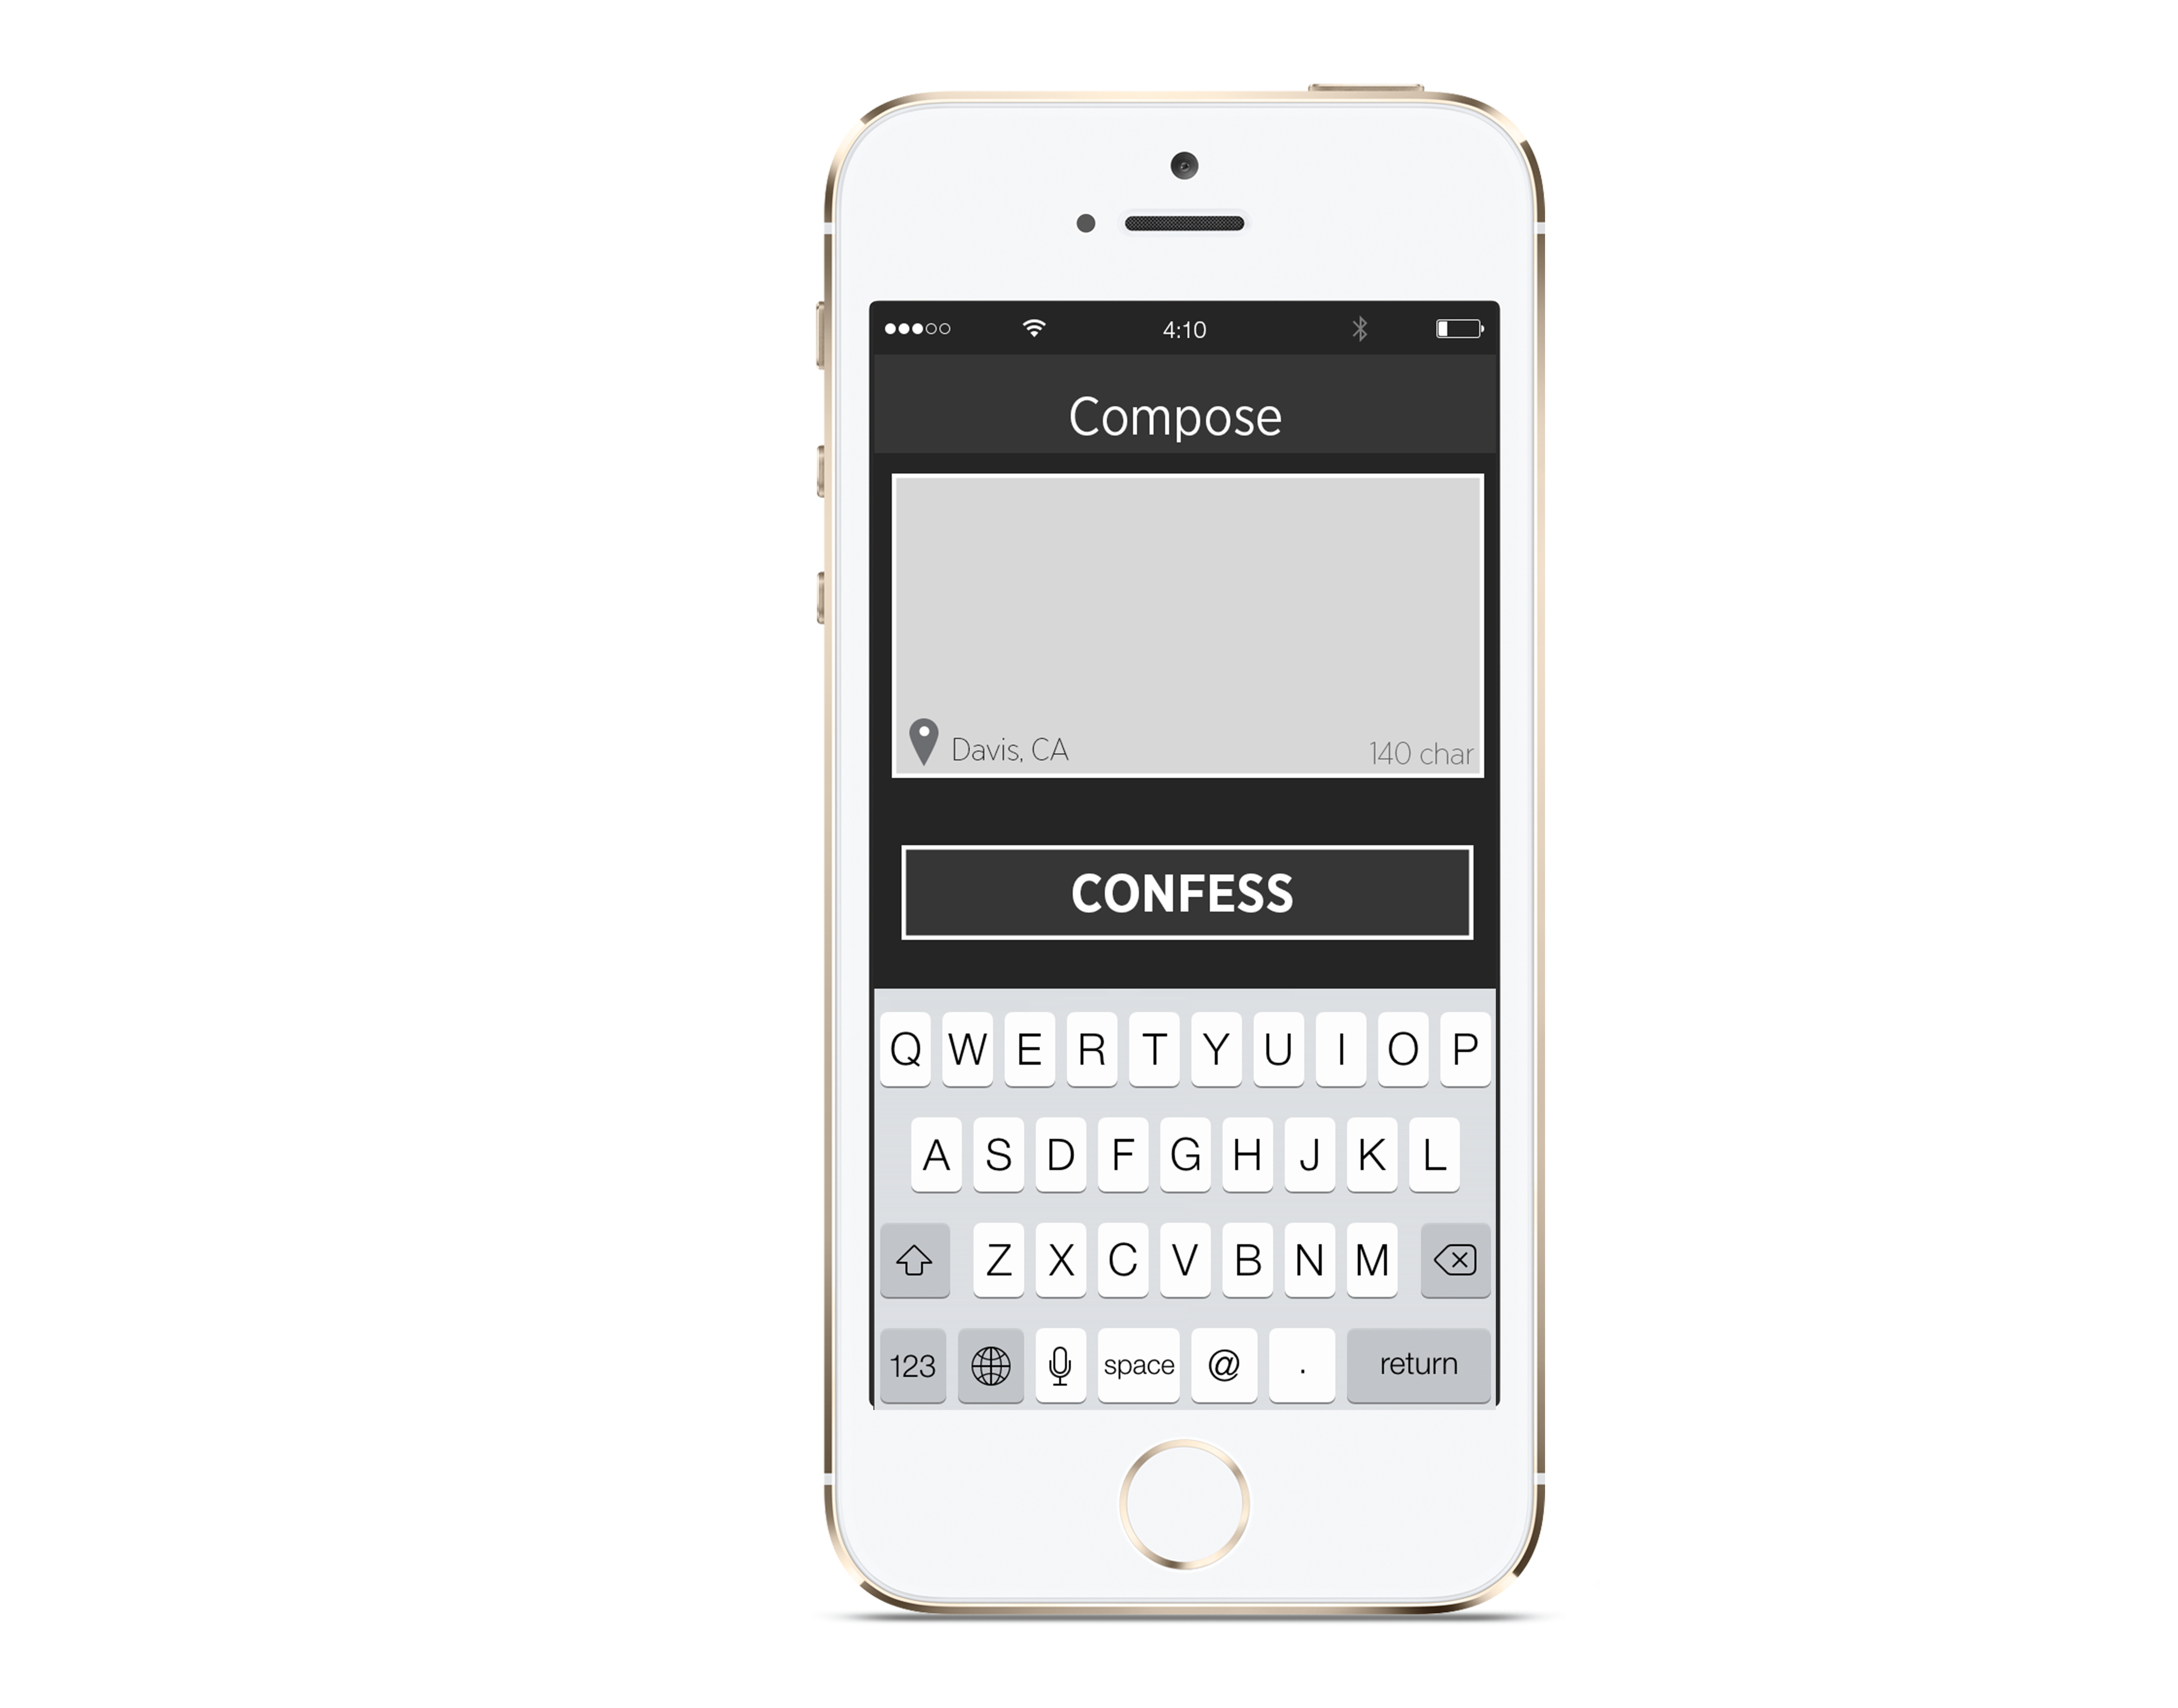 4:10
Compose
Davis, CA
140 char
CONFESS
Q W E R T Y U I O P
A S D F G H J K L
Z X C V B N M
123 space @ . return